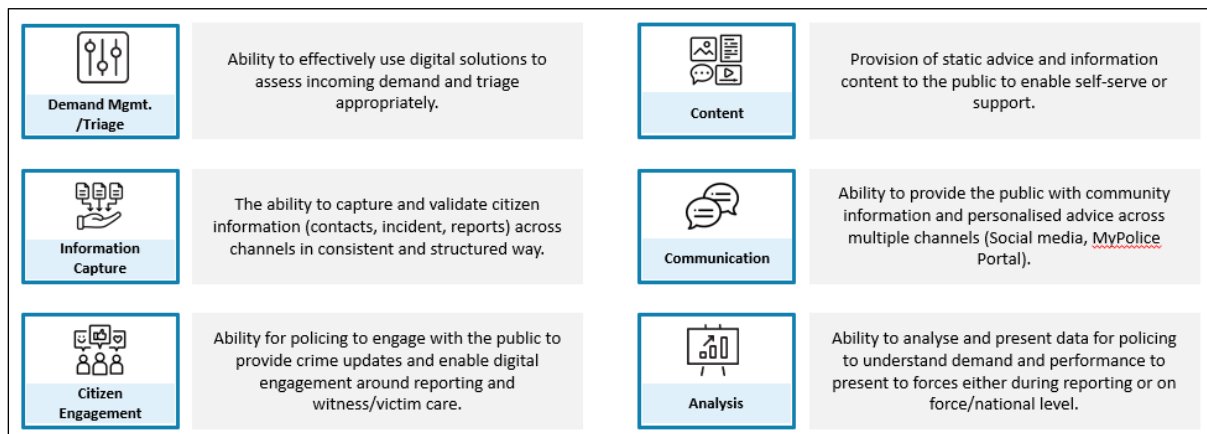 Demand Mgmt.
/Triage
Ability to effectively use digital solutions to
assess incoming demand and triage
appropriately.
Content
Provision of static advice and information
content to the public to enable self-serve or
support.
Information
Capture
The ability to capture and validate citizen
information (contacts, incident, reports) across
channels in consistent and structured way.
Communication
Ability to provide the public with community
information and personalised advice across
multiple channels (Social media, MyPolice
Portal).
Citizen
Engagement
Ability for policing to engage with the public to
provide crime updates and enable digital
engagement around reporting and
witness/victim care.
Analysis
Ability to analyse and present data for policing
to understand demand and performance to
present to forces either during reporting or on
force/national level.